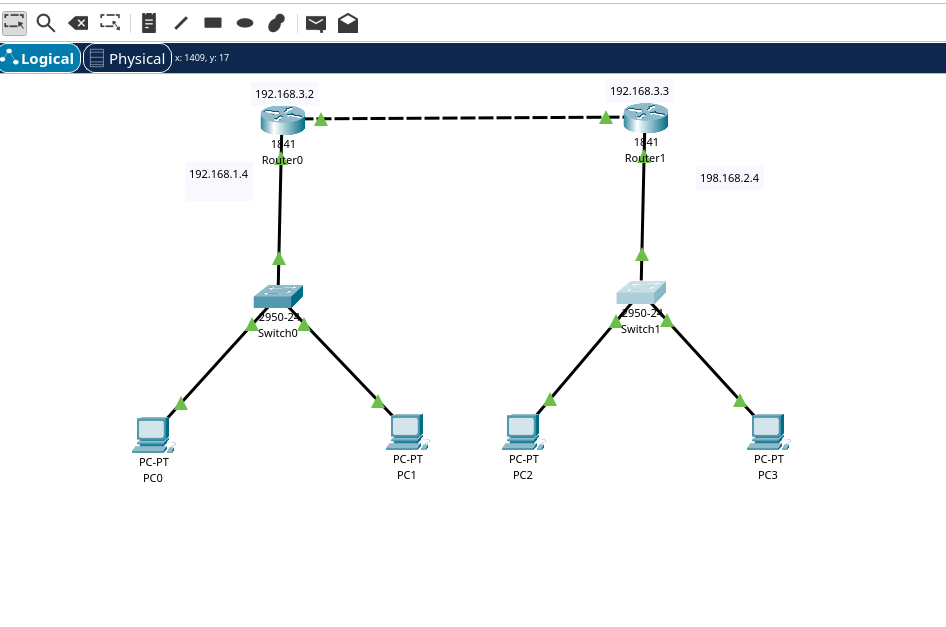 Logical
Physical
x: 1409, y: 17
192.168.3.2
192.168.3.3
1841
Router0
1841
Router1
192.168.1.4
198.168.2.4
2950-24
Switch0
2950-24
Switch1
PC-PT
PC0
PC-PT
PC1
PC-PT
PC2
PC-PT
PC3